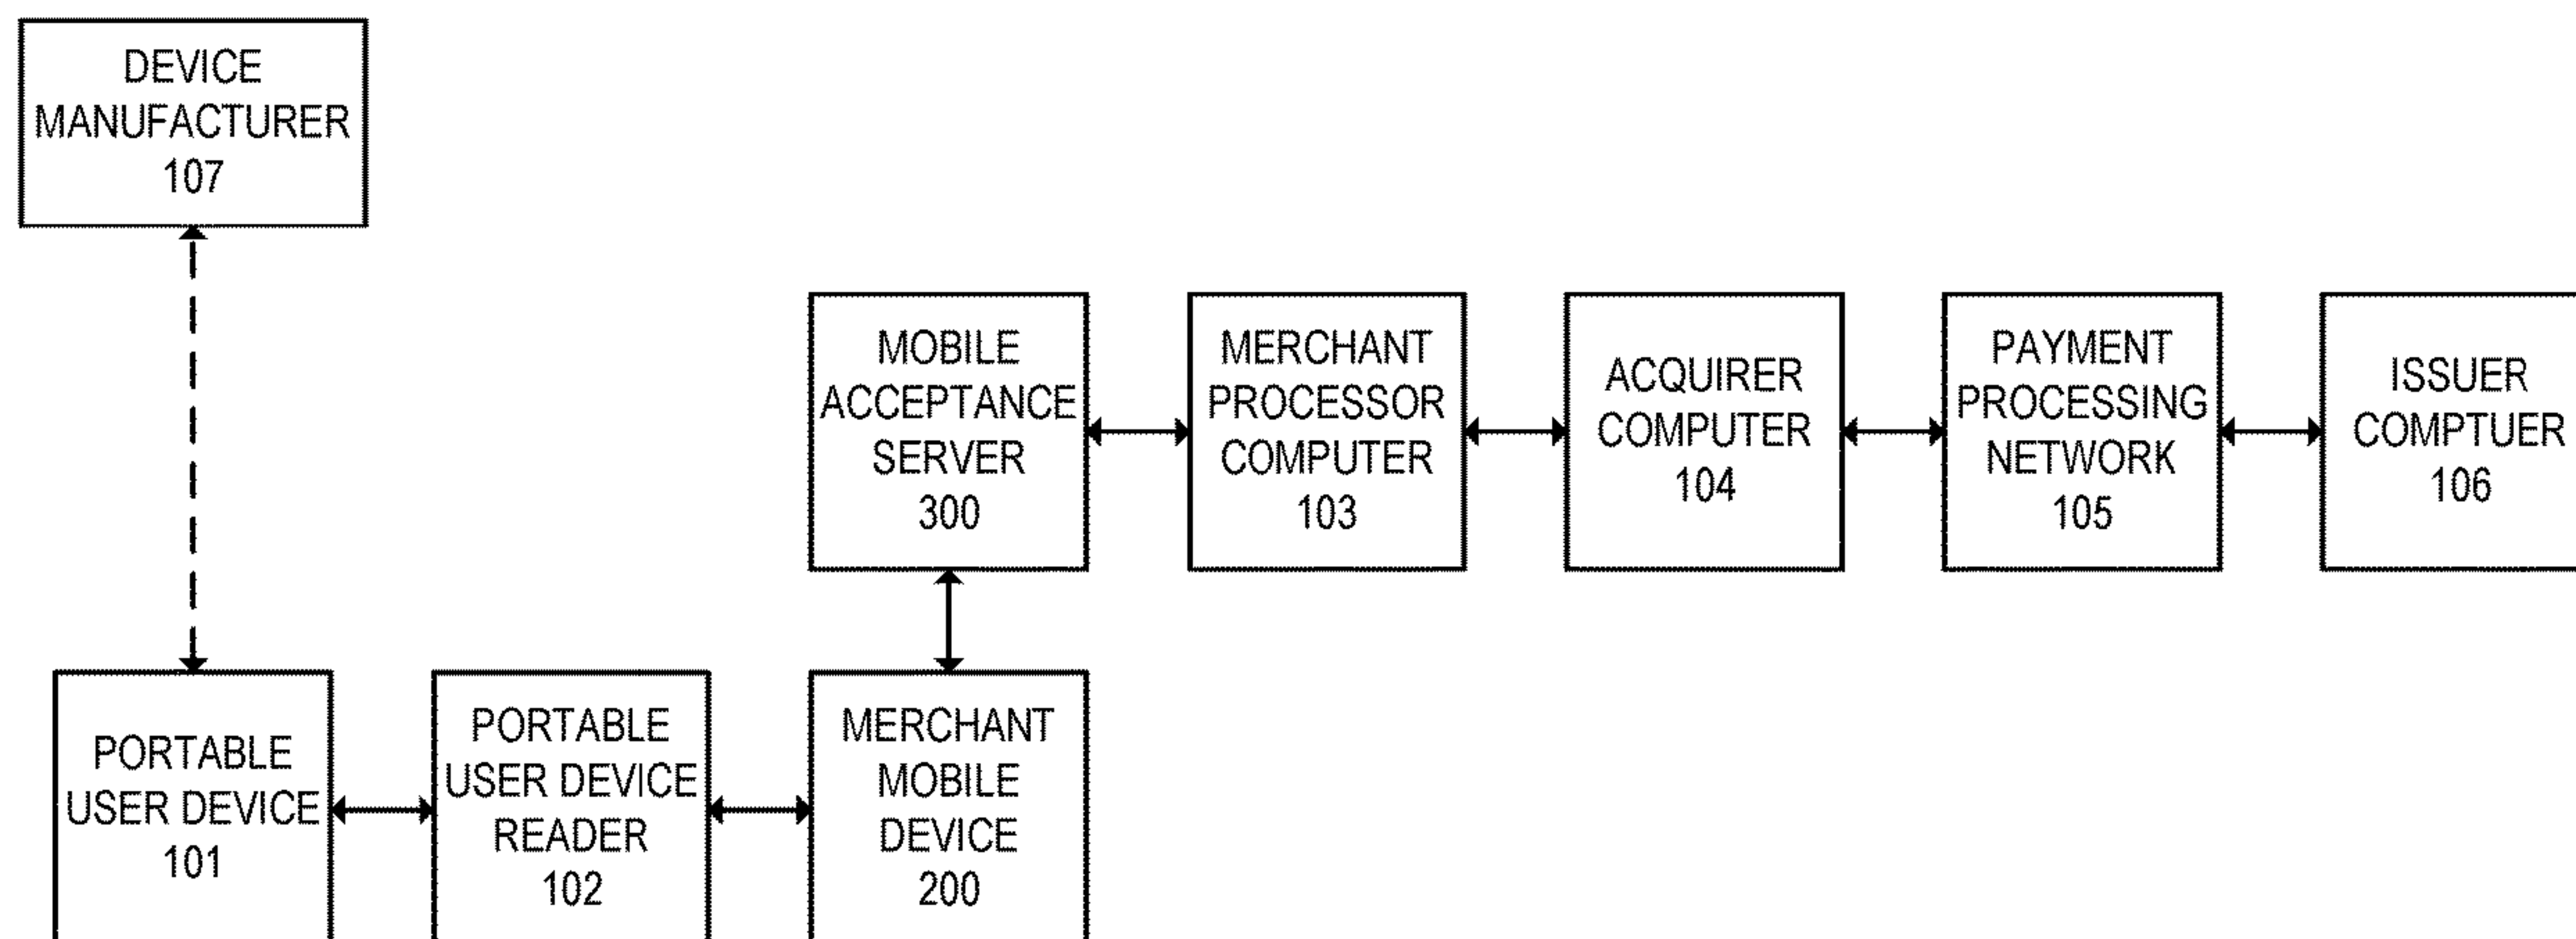 DEVICE
MANUFACTURER
107
MOBILE
ACCEPTANCE
SERVER
300
MERCHANT
PROCESSOR
COMPUTER
103
ACQUIRER
COMPUTER
104
PAYMENT
PROCESSING
NETWORK
105
ISSUER
COMPTUER
106
PORTABLE
USER DEVICE
101
PORTABLE
USER DEVICE
READER
102
MERCHANT
MOBILE
DEVICE
200